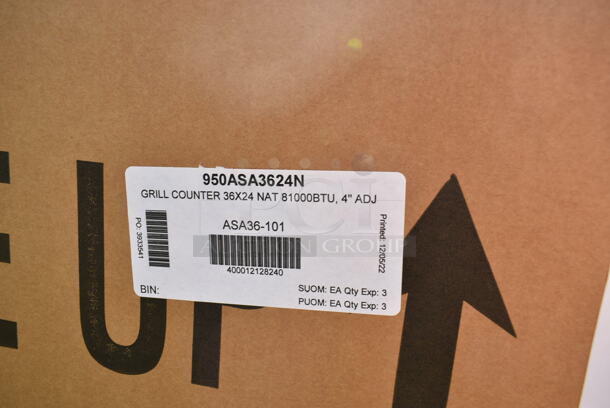 950ASA3624N
GRILL COUNTER 36X24 NAT 81000BTU, 4" ADJ
ASA36-101
PO: 3933541
Printed: 12/05/22
400012128240
BIN:
SUOM: EA Qty Exp: 3
PUOM: EA Qty Exp: 3
E UP
GROUP